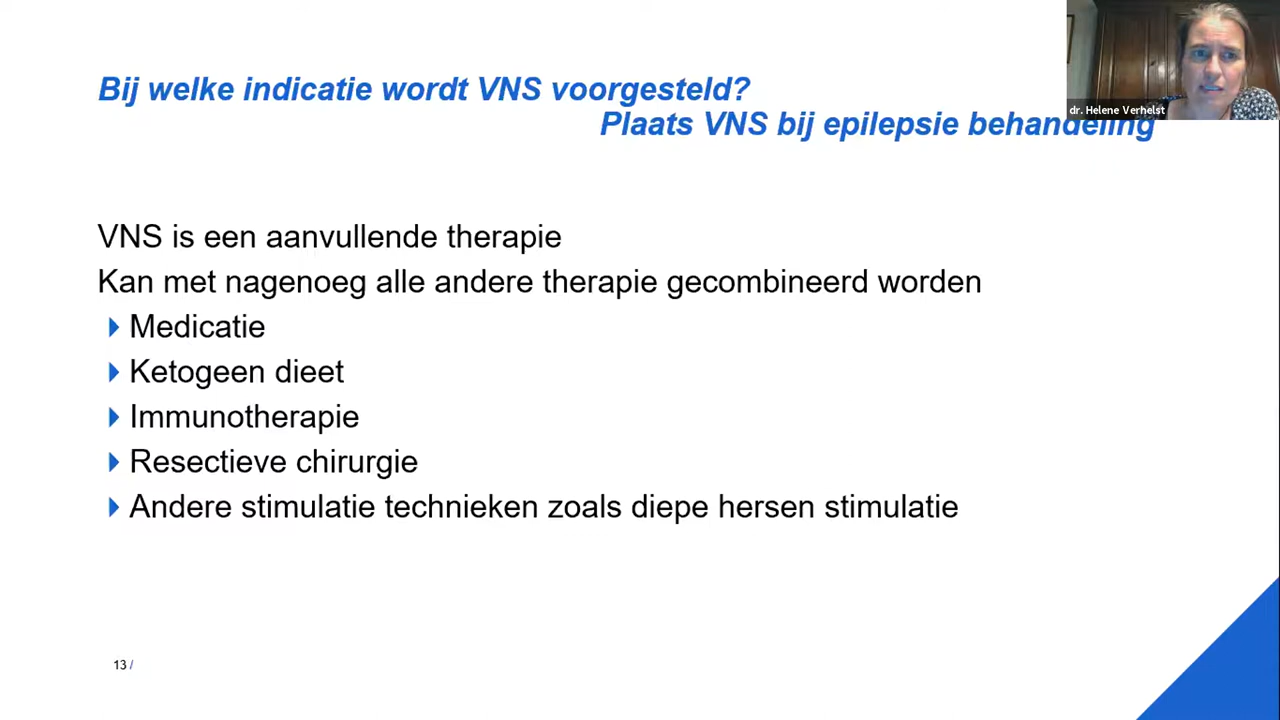 Bij welke indicatie wordt VNS voorgesteld?
Plaats VNS bij epilepsie behandeling
dr. Helene Verhelst
VNS is een aanvullende therapie
Kan met nagenoeg alle andere therapie gecombineerd worden
Medicatie
Ketogeen dieet
Immunotherapie
Resectieve chirurgie
Andere stimulatie technieken zoals diepe hersen stimulatie
13 /